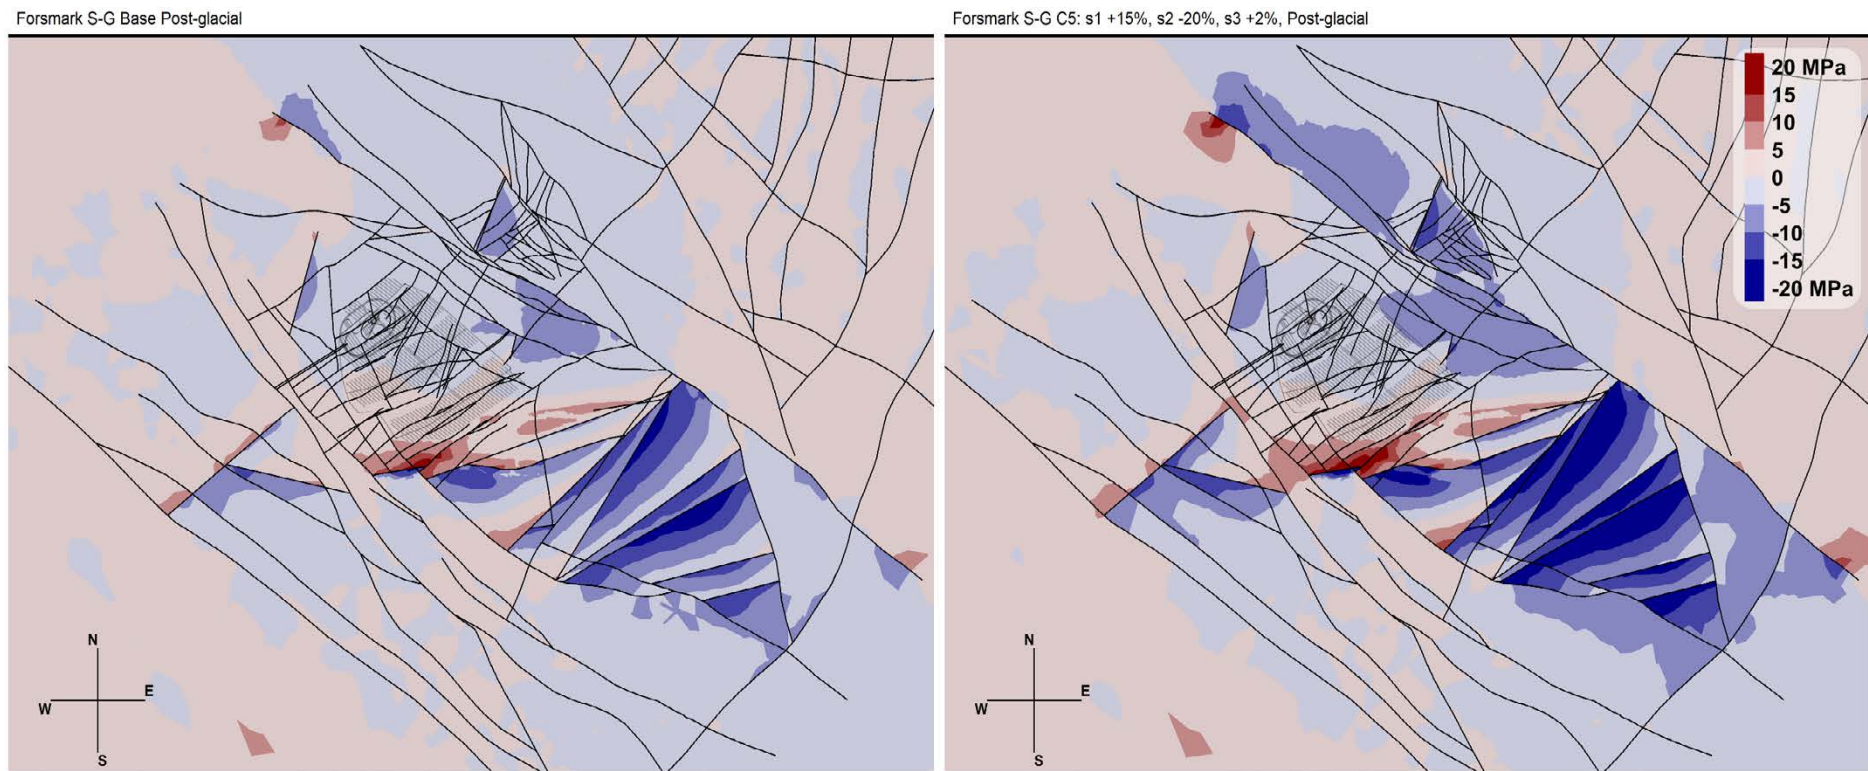 Forsmark S-G Base Post-glacial
Forsmark S-G C5: s1 +15%, s2 -20%, s3 +2%, Post-glacial
20 MPa
15
10
5
0
-5
-10
-15
-20 MPa
N
W E
S
N
W E
S